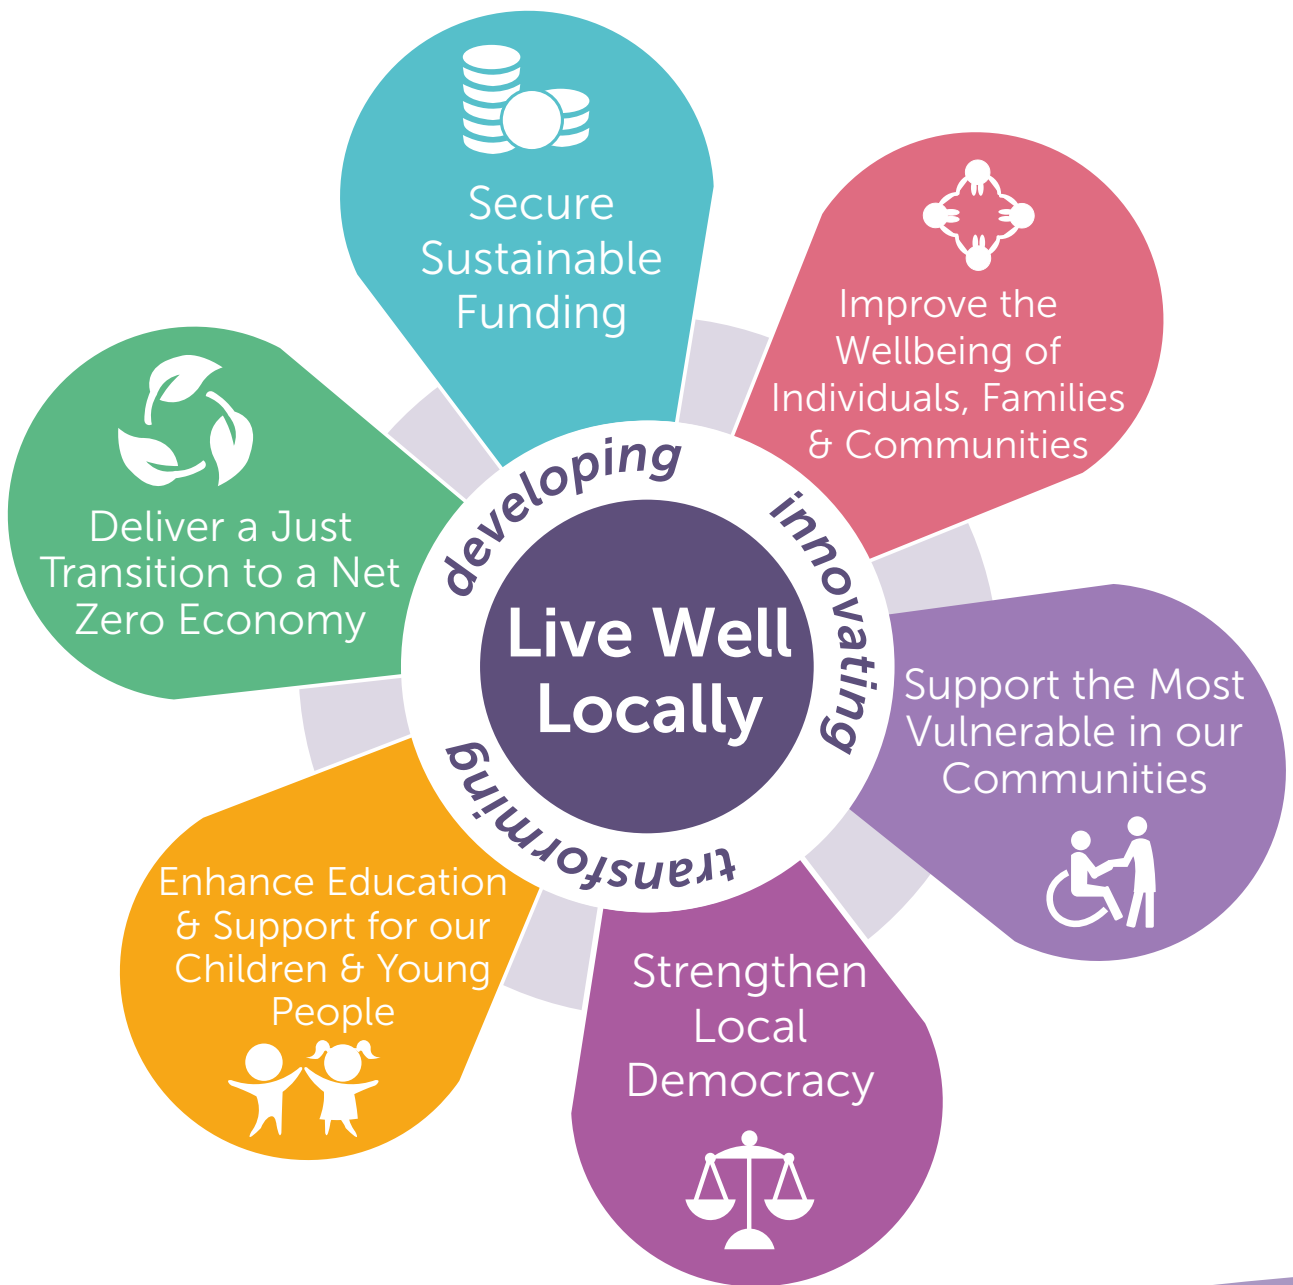 Secure
Sustainable
Funding
Improve the
Wellbeing of
Individuals, Families
& Communities
Support the Most
Vulnerable in our
Communities
Strengthen
Local
Democracy
Enhance Education
& Support for our
Children & Young
People
Deliver a Just
Transition to a Net
Zero Economy
developing
innovating
transforming
Live Well
Locally